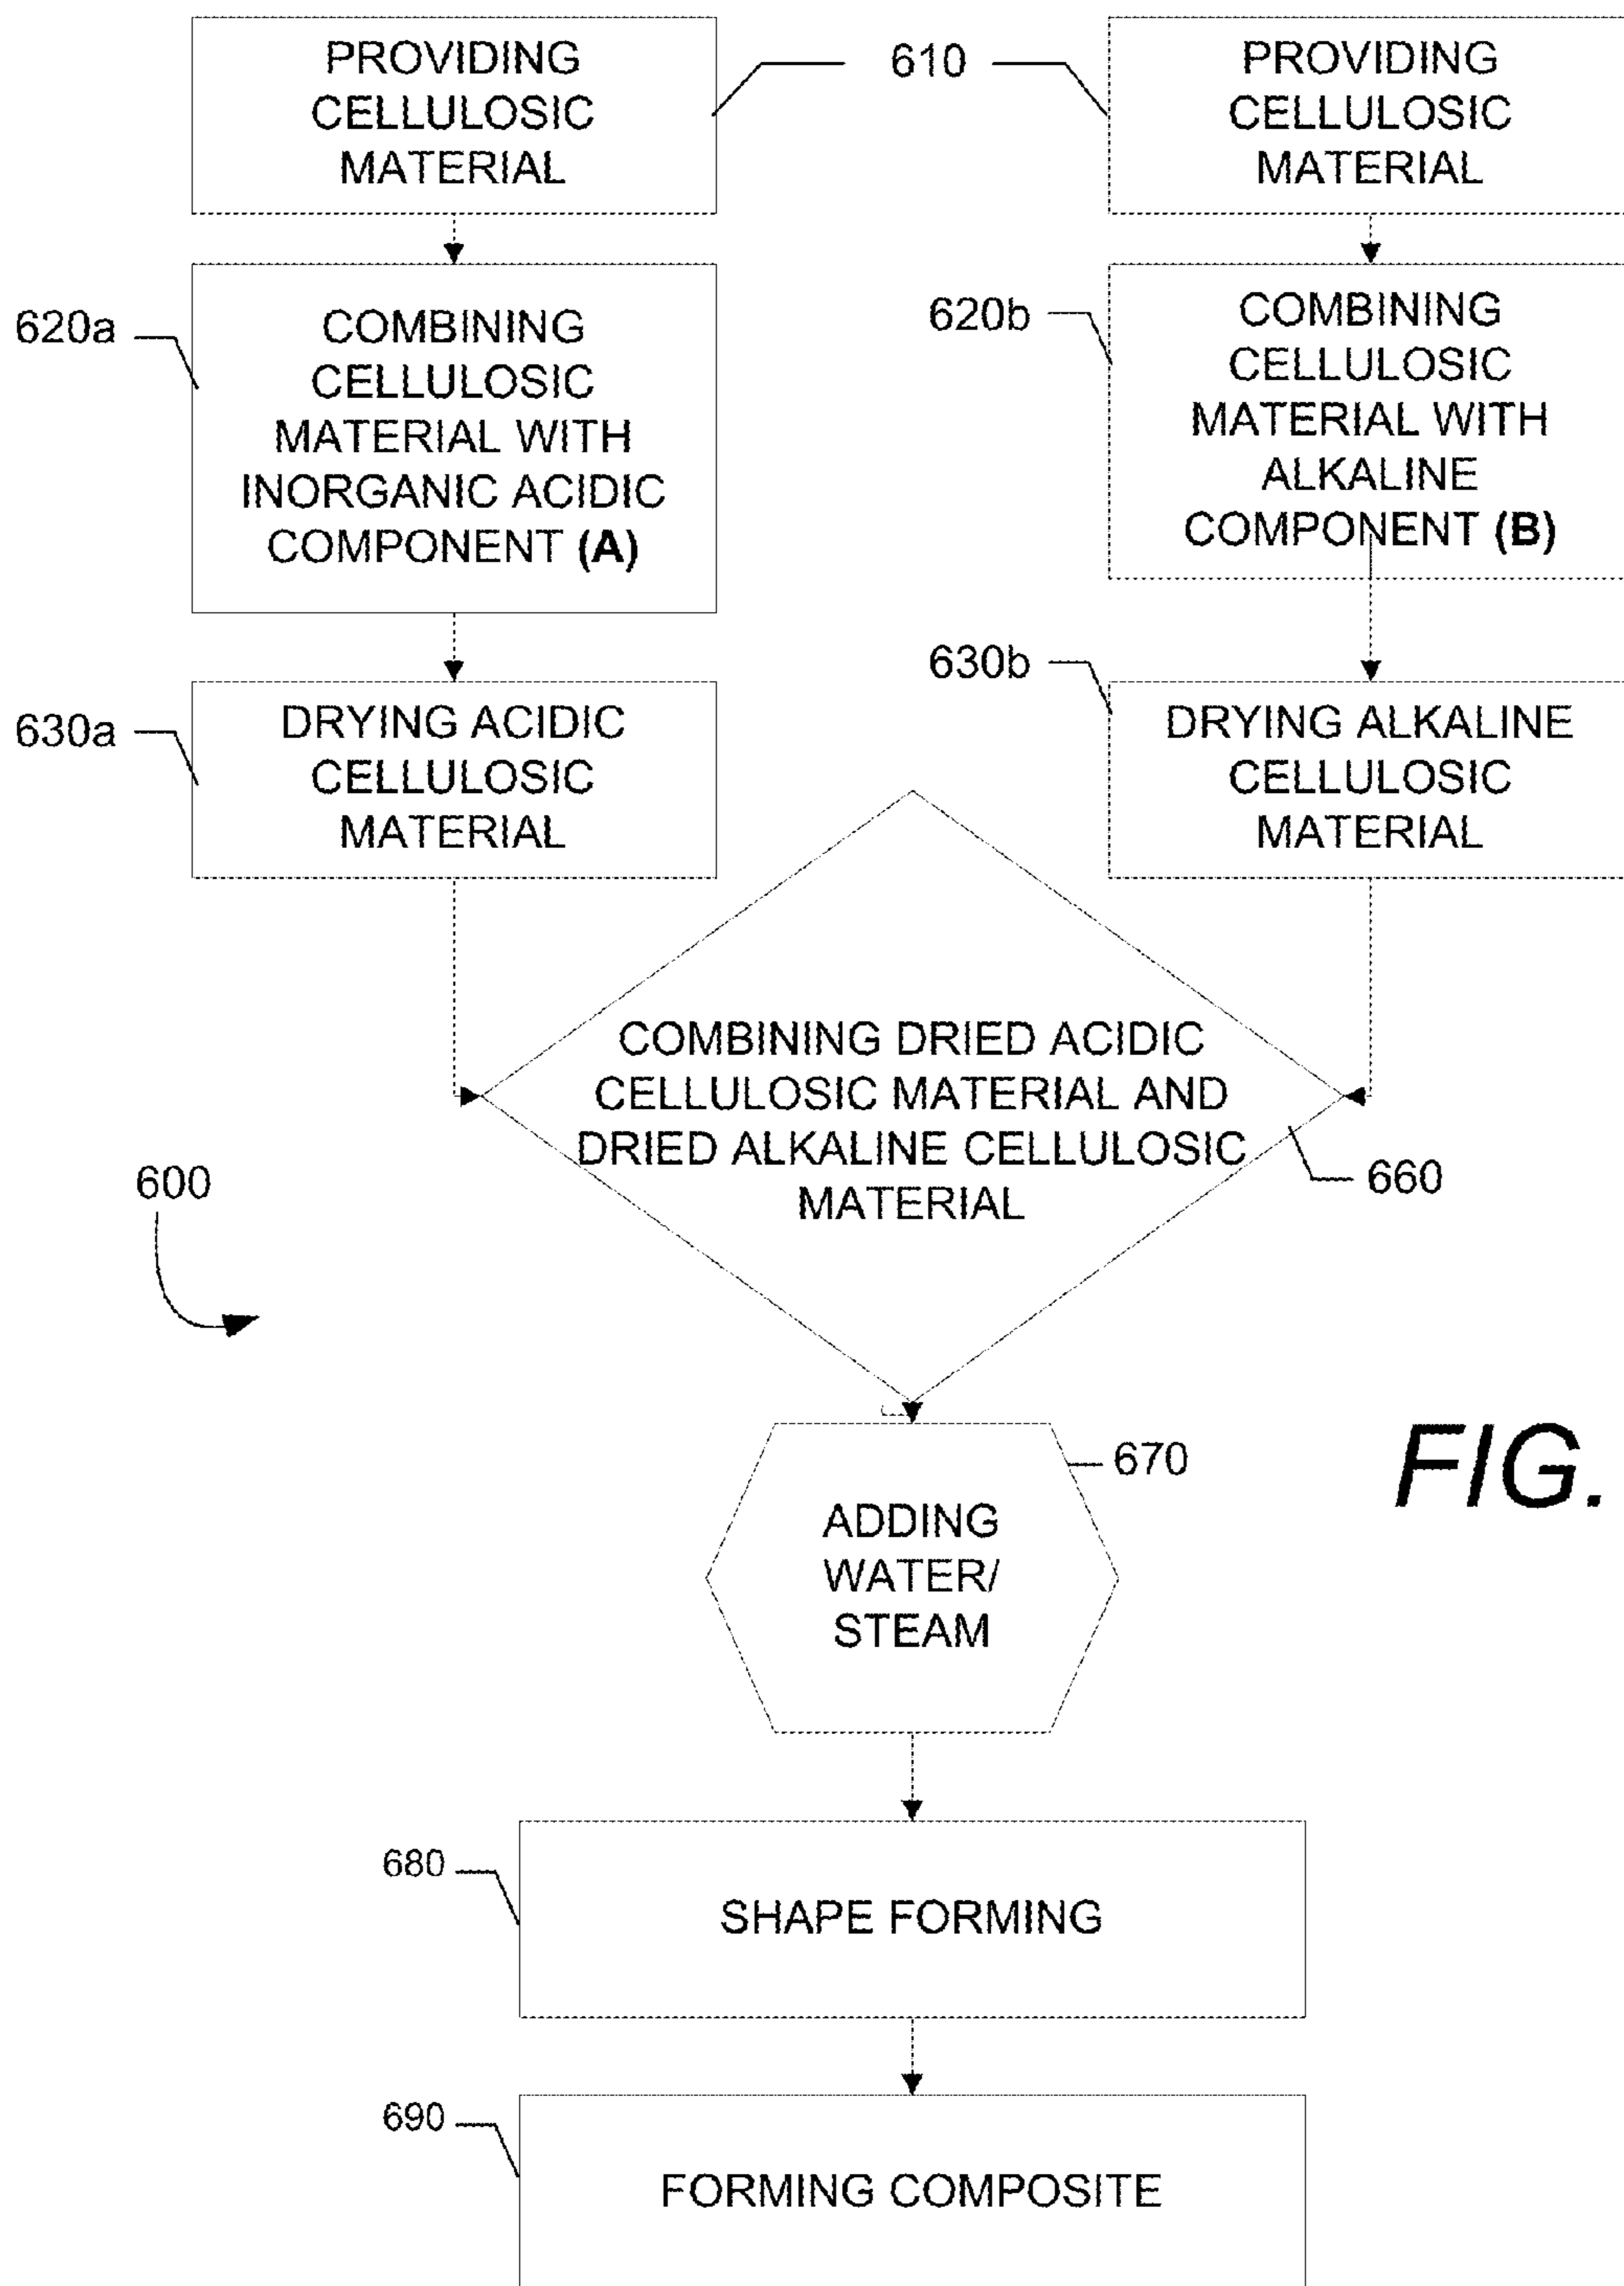 PROVIDING
CELLULOSIC
MATERIAL
610
PROVIDING
CELLULOSIC
MATERIAL
620a
COMBINING
CELLULOSIC
MATERIAL WITH
INORGANIC ACIDIC
COMPONENT (A)
620b
COMBINING
CELLULOSIC
MATERIAL WITH
ALKALINE
COMPONENT (B)
630a
DRYING ACIDIC
CELLULOSIC
MATERIAL
630b
DRYING ALKALINE
CELLULOSIC
MATERIAL
COMBINING DRIED ACIDIC
CELLULOSIC MATERIAL AND
DRIED ALKALINE CELLULOSIC
MATERIAL
660
600
670
ADDING
WATER/
STEAM
FIG.
680
SHAPE FORMING
690
FORMING COMPOSITE